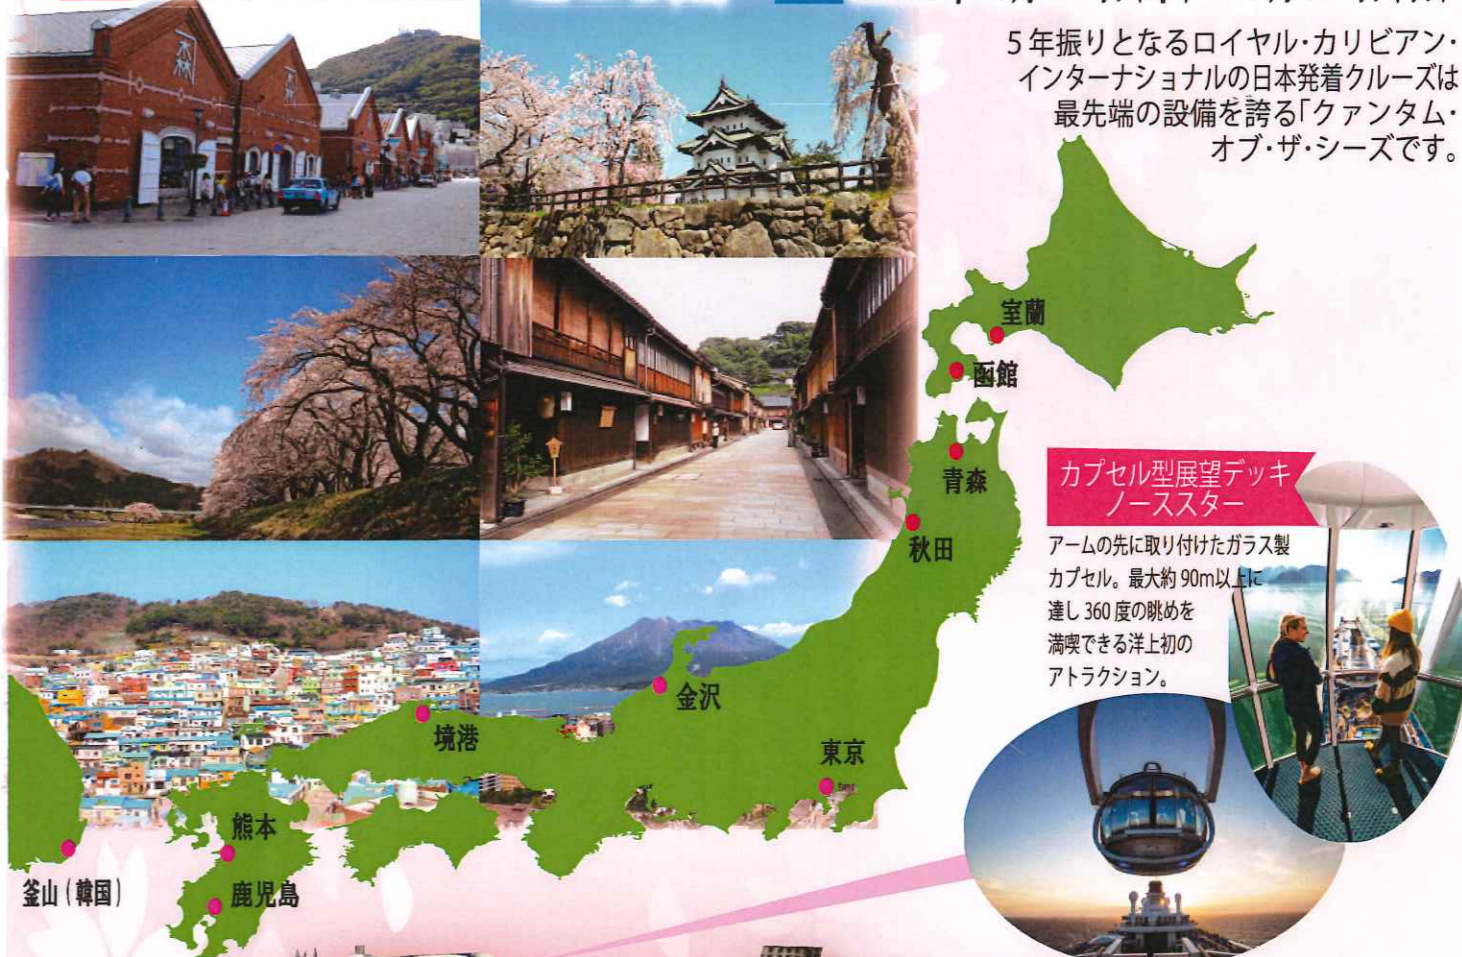 5年振りとなるロイヤル・カリビアン・
インターナショナルの日本発着クルーズは
最先端の設備を誇る「クァンタム・
オブ・ザ・シーズです。
室蘭
函館
青森
秋田
金沢
境港
東京
熊本
鹿児島
釜山(韓国)
カプセル型展望デッキ
ノーススター
アームの先に取り付けたガラス製
カプセル。最大約90m以上に
達し360度の眺めを
満喫できる洋上初の
アトラクション。